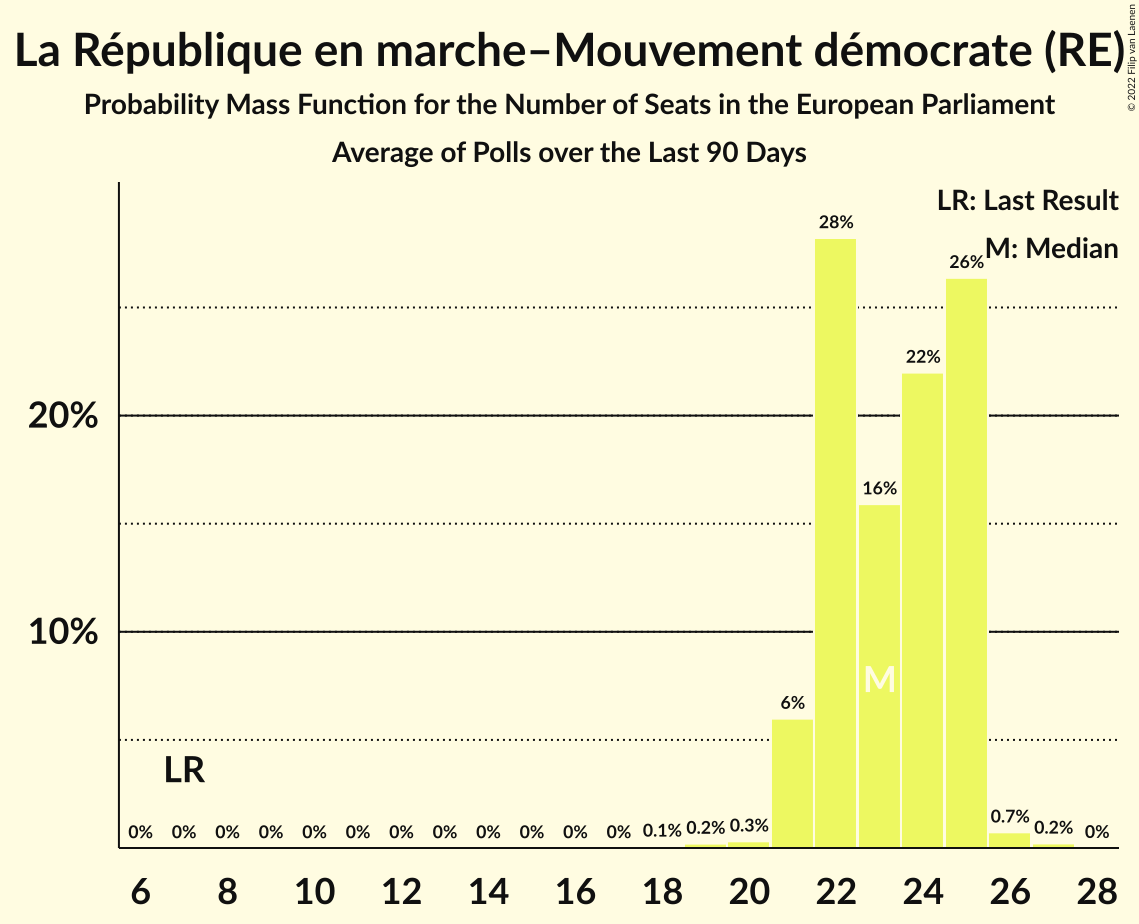 La République en marche–Mouvement démocrate (RE)
© 2022 Filip van Laenen
Probability Mass Function for the Number of Seats in the European Parliament
Average of Polls over the Last 90 Days
LR: Last Result
M: Median
28%
26%
22%
20%
16%
10%
M
6%
LR
0% 0% 0% 0% 0% 0% 0% 0% 0% 0% 0% 0% 0.1% 0.2% 0.3% 0.7% 0.2% 0%
6 8 10 12 14 16 18 20 22 24 26 28